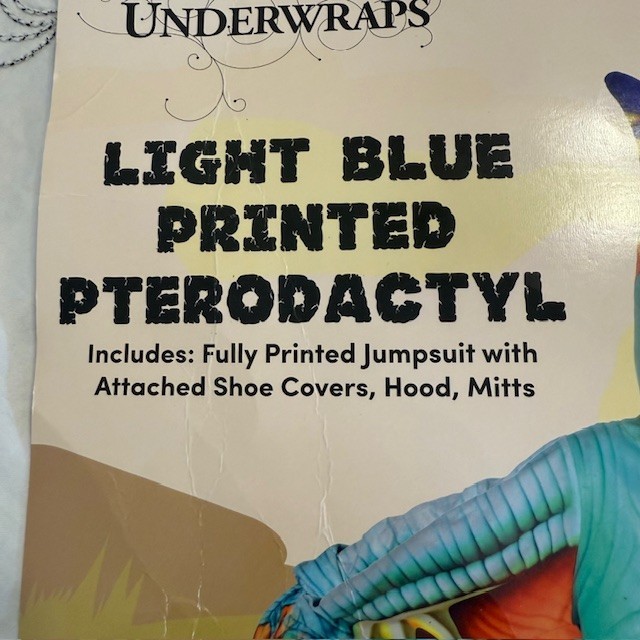 UNDERWRAPS
LIGHT BLUE
PRINTED
PTERODACTYL
Includes: Fully Printed Jumpsuit with
Attached Shoe Covers, Hood, Mitts